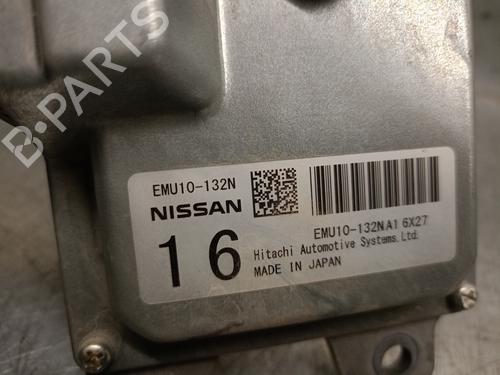 B-PARTS
EMU10-132N
NISSAN
16
EMU10-132NA1 6X27
Hitachi Automotive Systems,Ltd.
MADE IN JAPAN